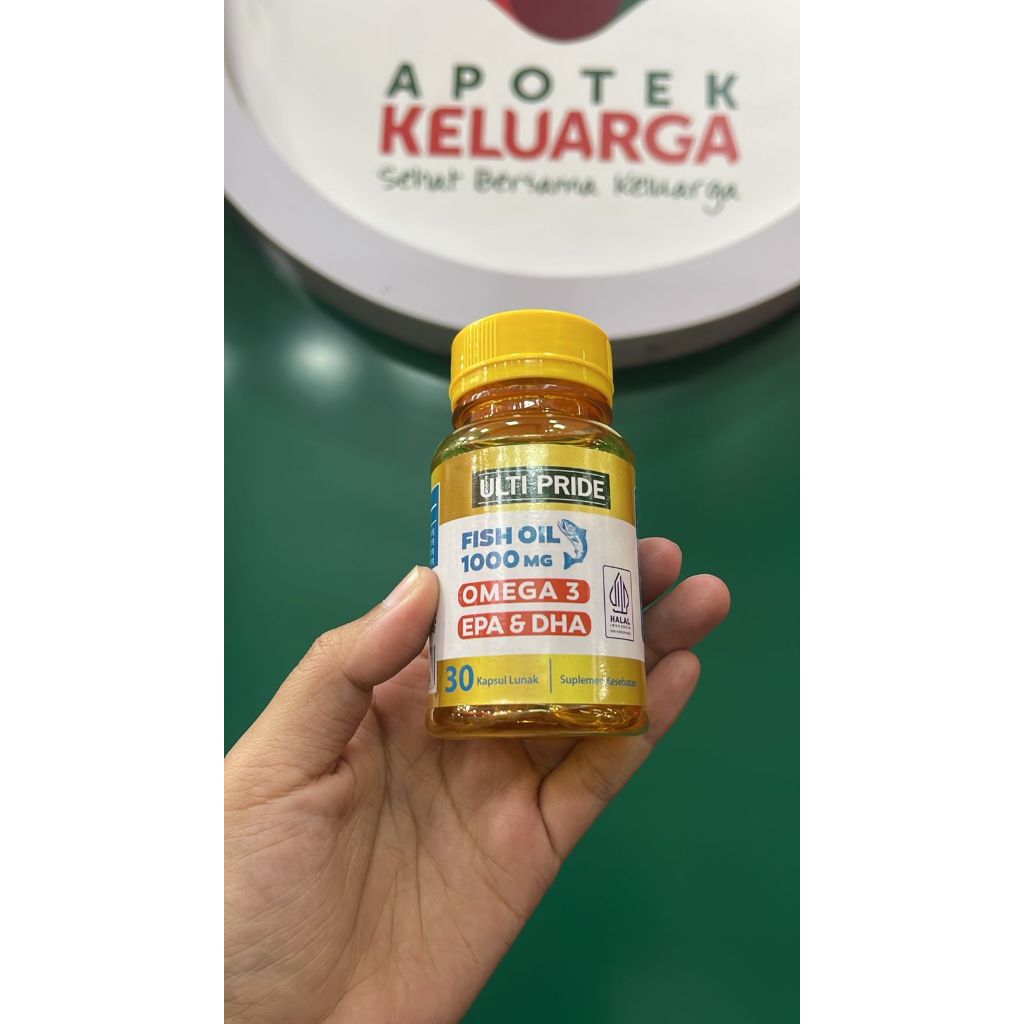 APOTEK
KELUARGA
Sehat Bersama Keluarga
ULTI PRIDE
FISH OIL
1000 MG
OMEGA 3
EPA & DHA
HALAL
INDONESIA
30 Kapsul Lunak
Suplemen Kesehatan